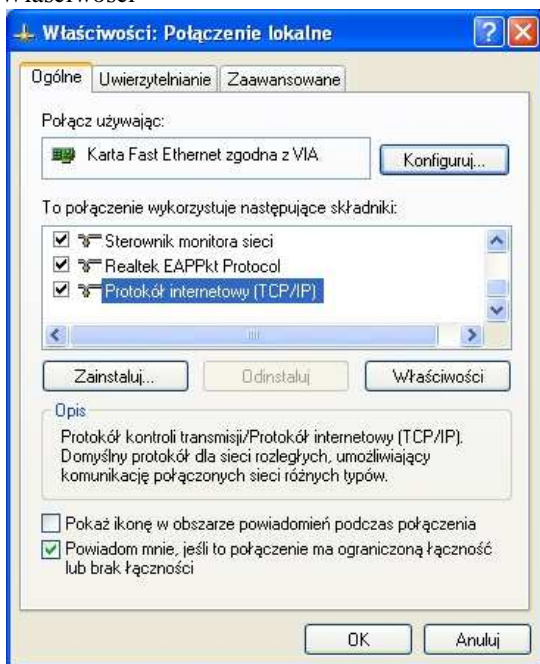 Właściwości
Właściwości: Połączenie lokalne
Ogólne Uwierzytelnianie Zaawansowane
Połącz używając:
Karta Fast Ethernet zgodna z VIA
Konfiguruj...
To połączenie wykorzystuje następujące składniki:
Sterownik monitora sieci
Realtek EAPPkt Protocol
Protokół internetowy (TCP/IP)
Zainstaluj... Odinstaluj Właściwości
Opis
Protokół kontroli transmisji/Protokół internetowy (TCP/IP).
Domyślny protokół dla sieci rozległych, umożliwiający
komunikację połączonych sieci różnych typów.
Pokaż ikonę w obszarze powiadomień podczas połączenia
Powiadom mnie, jeśli to połączenie ma ograniczoną łączność
lub brak łączności
OK Anuluj